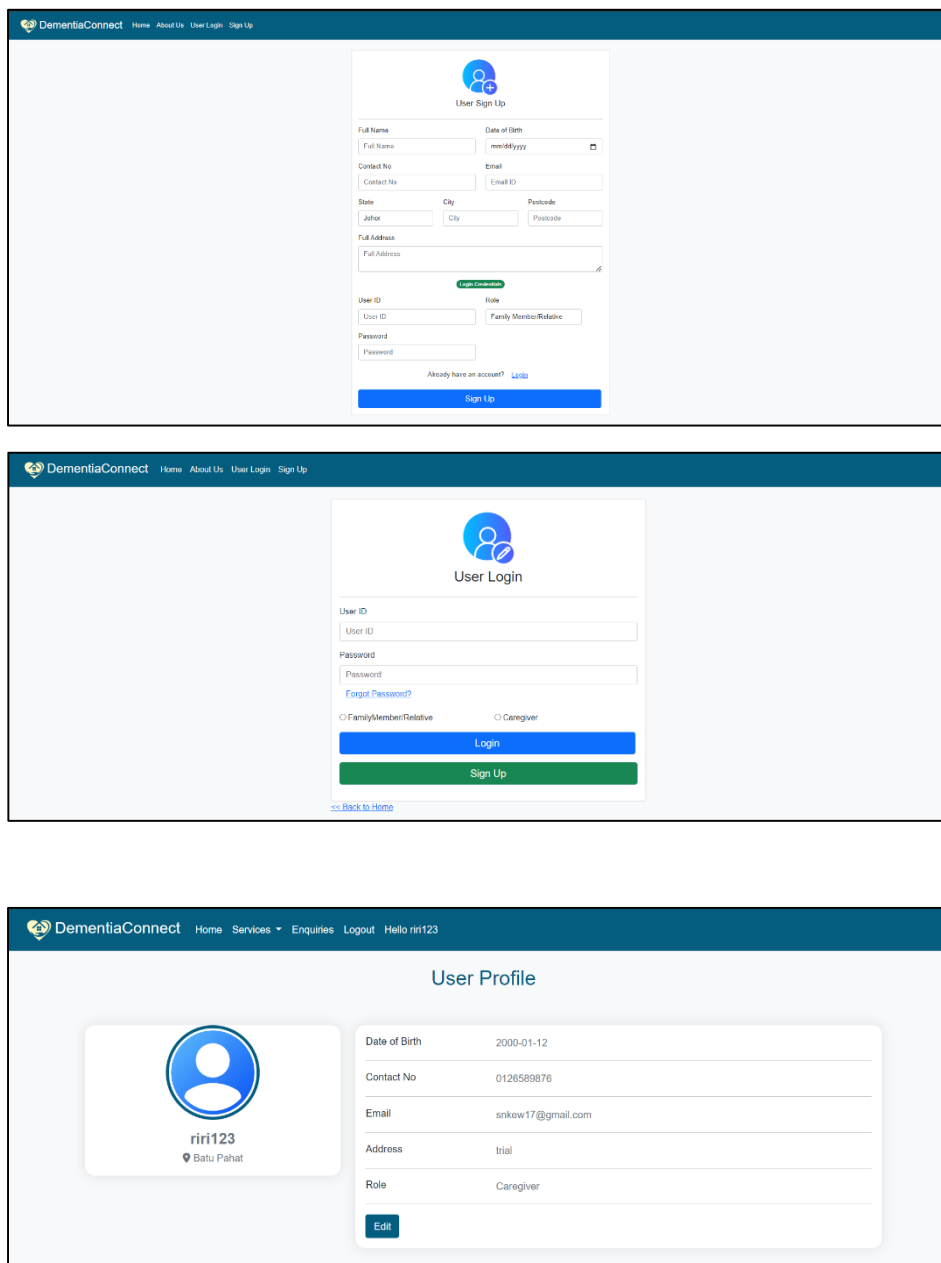 DementiaConnect Home About Us User Login Sign Up
User Sign Up
Full Name Date of Birth
Full Name mm/dd/yyyy
Contact No Email
Contact No Email ID
State City Postcode
Johor City Postcode
Full Address
Full Address
Login Credentials
User ID Role
User ID Family Member/Relative
Password
Password
Already have an account? Login
Sign Up
DementiaConnect Home About Us User Login Sign Up
User Login
User ID
User ID
Password
Password
Forgot Password?
FamilyMember/Relative Caregiver
Login
Sign Up
<< Back to Home
DementiaConnect Home Services Enquiries Logout Hello riri123
User Profile
riri123
Batu Pahat
Date of Birth 2000-01-12
Contact No 0126589876
Email snkew17@gmail.com
Address trial
Role Caregiver
Edit